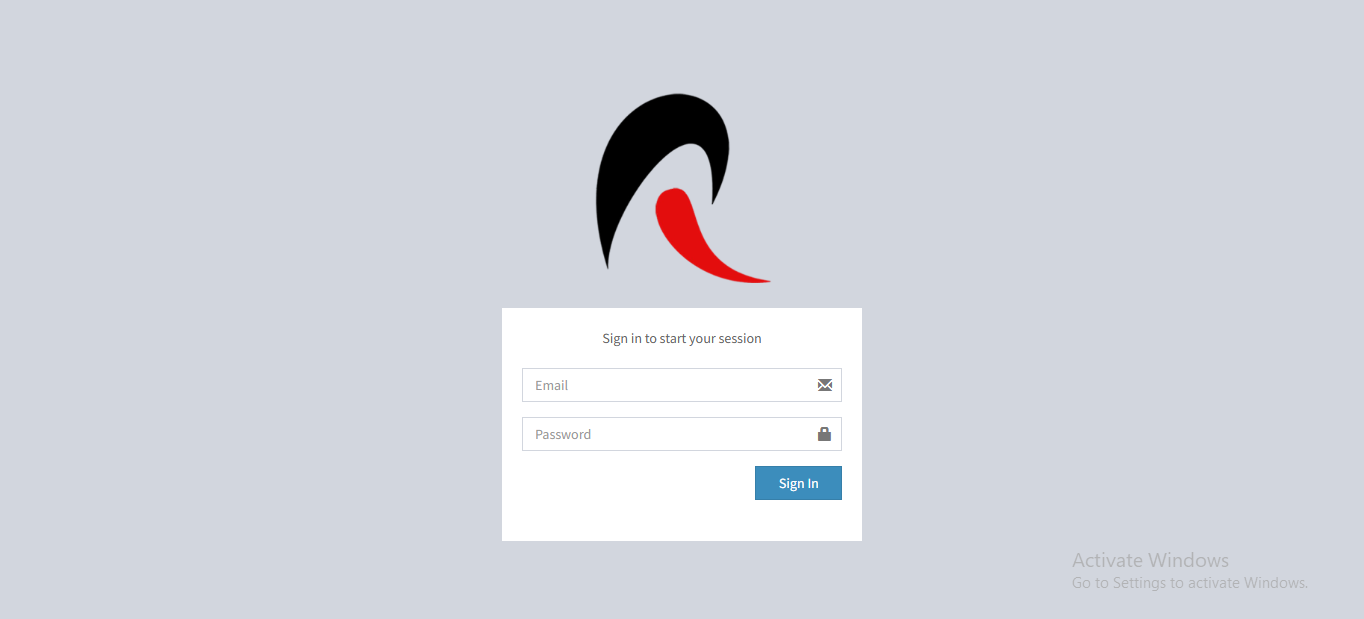 Sign in to start your session
Email
Password
Sign In
Activate Windows
Go to Settings to activate Windows.